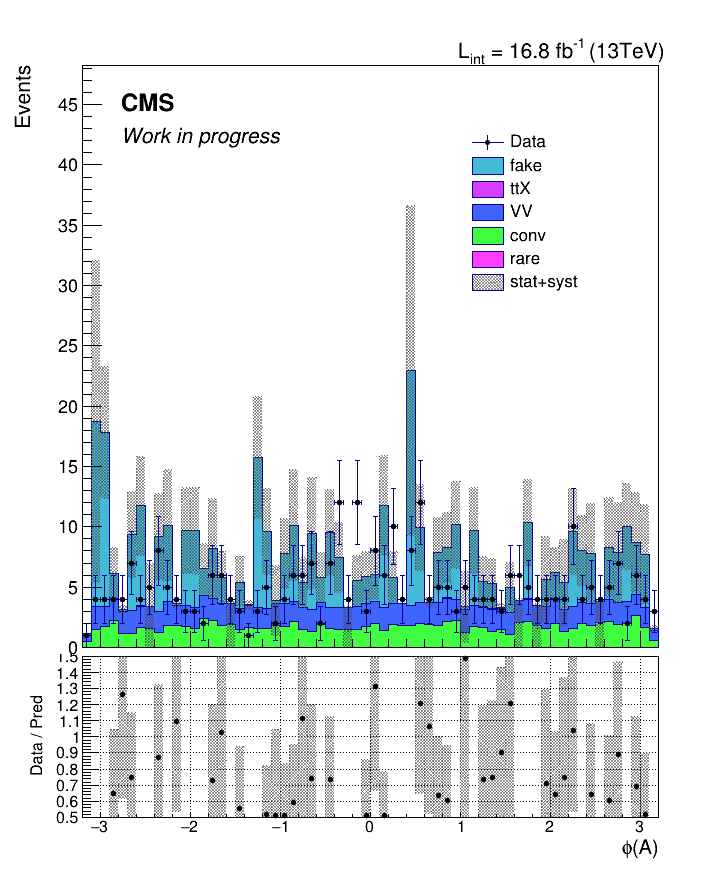 L_int = 16.8 fb^-1 (13TeV)
Events
CMS
Work in progress
Data
fake
ttX
VV
conv
rare
stat+syst
45
40
35
30
25
20
15
10
5
0
Data / Pred
1.5
1.4
1.3
1.2
1.1
1
0.9
0.8
0.7
0.6
0.5
−3 −2 −1 0 1 2 3
ϕ(A)